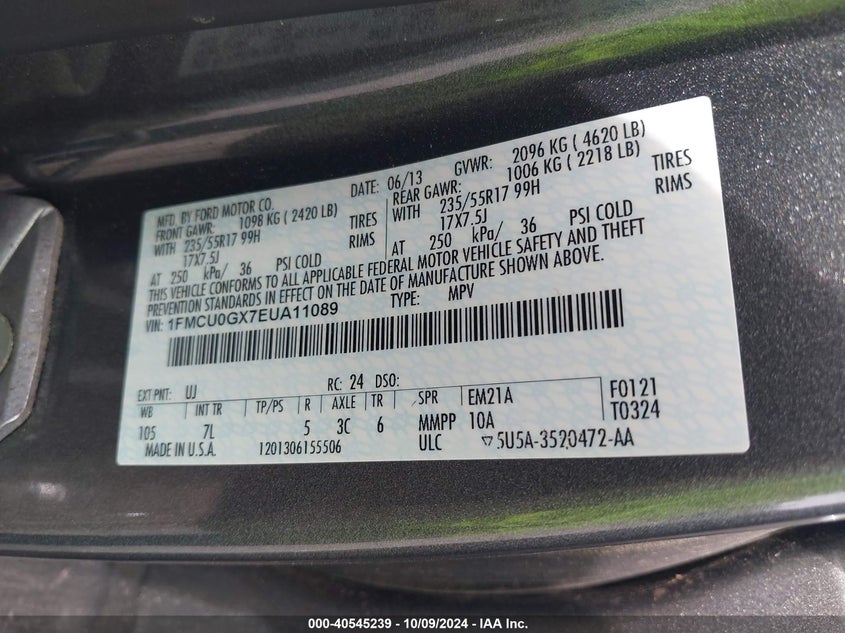 MFD. BY FORD MOTOR CO.
DATE: 06/13 GVWR: 2096 KG ( 4620 LB)
FRONT GAWR: 1098 KG ( 2420 LB)
REAR GAWR: 1006 KG ( 2218 LB)
WITH 235/55R17 99H TIRES
WITH 235/55R17 99H TIRES
17X7.5J RIMS
17X7.5J RIMS
AT 250 kPa/ 36 PSI COLD
AT 250 kPa/ 36 PSI COLD
THIS VEHICLE CONFORMS TO ALL APPLICABLE FEDERAL MOTOR VEHICLE SAFETY AND THEFT
PREVENTION STANDARDS IN EFFECT ON THE DATE OF MANUFACTURE SHOWN ABOVE.
VIN: 1FMCU0GX7EUA11089 TYPE: MPV
EXT PNT: UJ RC: 24 DSO:
WB INT TR TP/PS R AXLE TR SPR EM21A F0121
105 7L 5 3C 6 MMPP 10A T0324
MADE IN U.S.A. 1201306155506 ULC 5U5A-3520472-AA
000-40545239 - 10/09/2024 - IAA Inc.